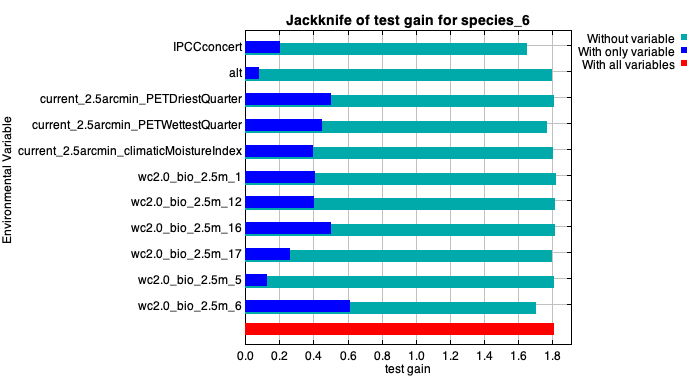 Jackknife of test gain for species_6
Without variable
With only variable
With all variables
Environmental Variable
IPCCconcert
alt
current_2.5arcmin_PETDriestQuarter
current_2.5arcmin_PETWettestQuarter
current_2.5arcmin_climaticMoistureIndex
wc2.0_bio_2.5m_1
wc2.0_bio_2.5m_12
wc2.0_bio_2.5m_16
wc2.0_bio_2.5m_17
wc2.0_bio_2.5m_5
wc2.0_bio_2.5m_6
0.0 0.2 0.4 0.6 0.8 1.0 1.2 1.4 1.6 1.8
test gain